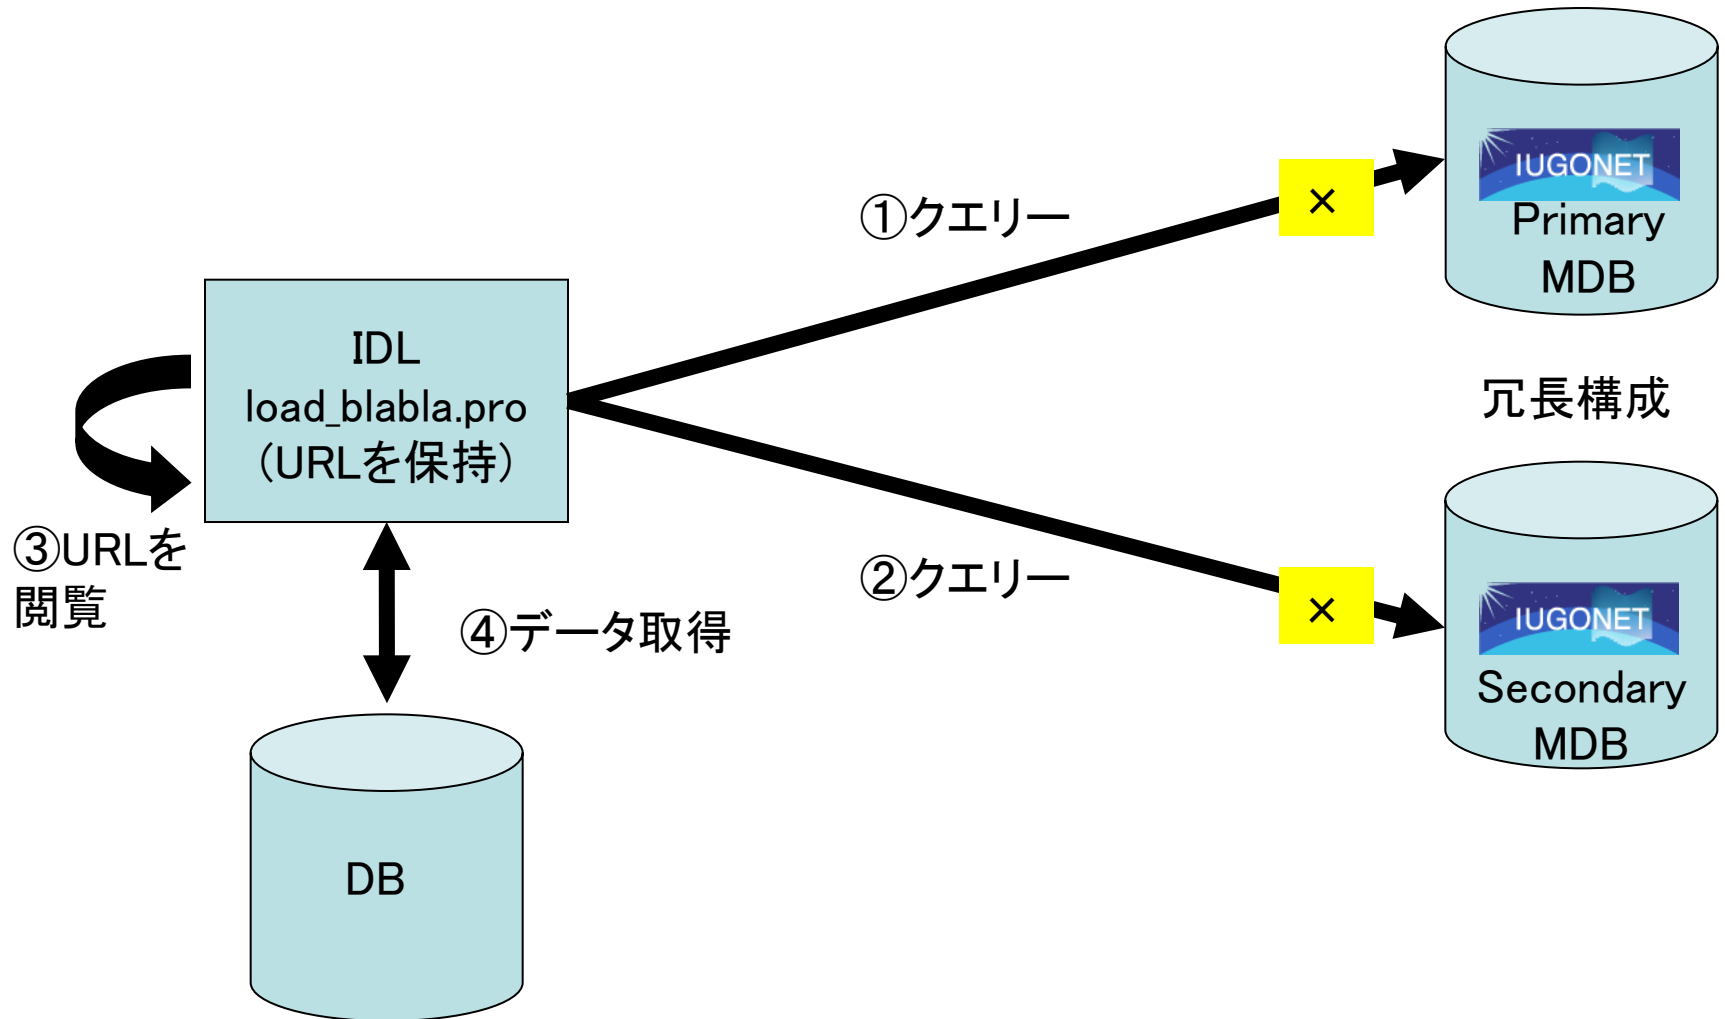 IUGONET
Primary
MDB
①クエリー
×
IDL
load_blabla.pro
（URLを保持）
冗長構成
③URLを
閲覧
②クエリー
×
④データ取得
IUGONET
Secondary
MDB
DB